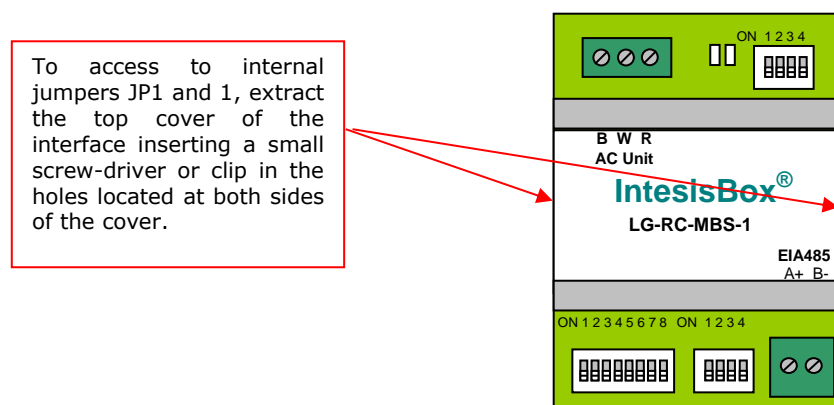 To access to internal
jumpers JP1 and 1, extract
the top cover of the
interface inserting a small
screw-driver or clip in the
holes located at both sides
of the cover.
ON 1 2 3 4
B W R
AC Unit
IntesisBox®
LG-RC-MBS-1
EIA485
A+ B-
ON 1 2 3 4 5 6 7 8 ON 1 2 3 4